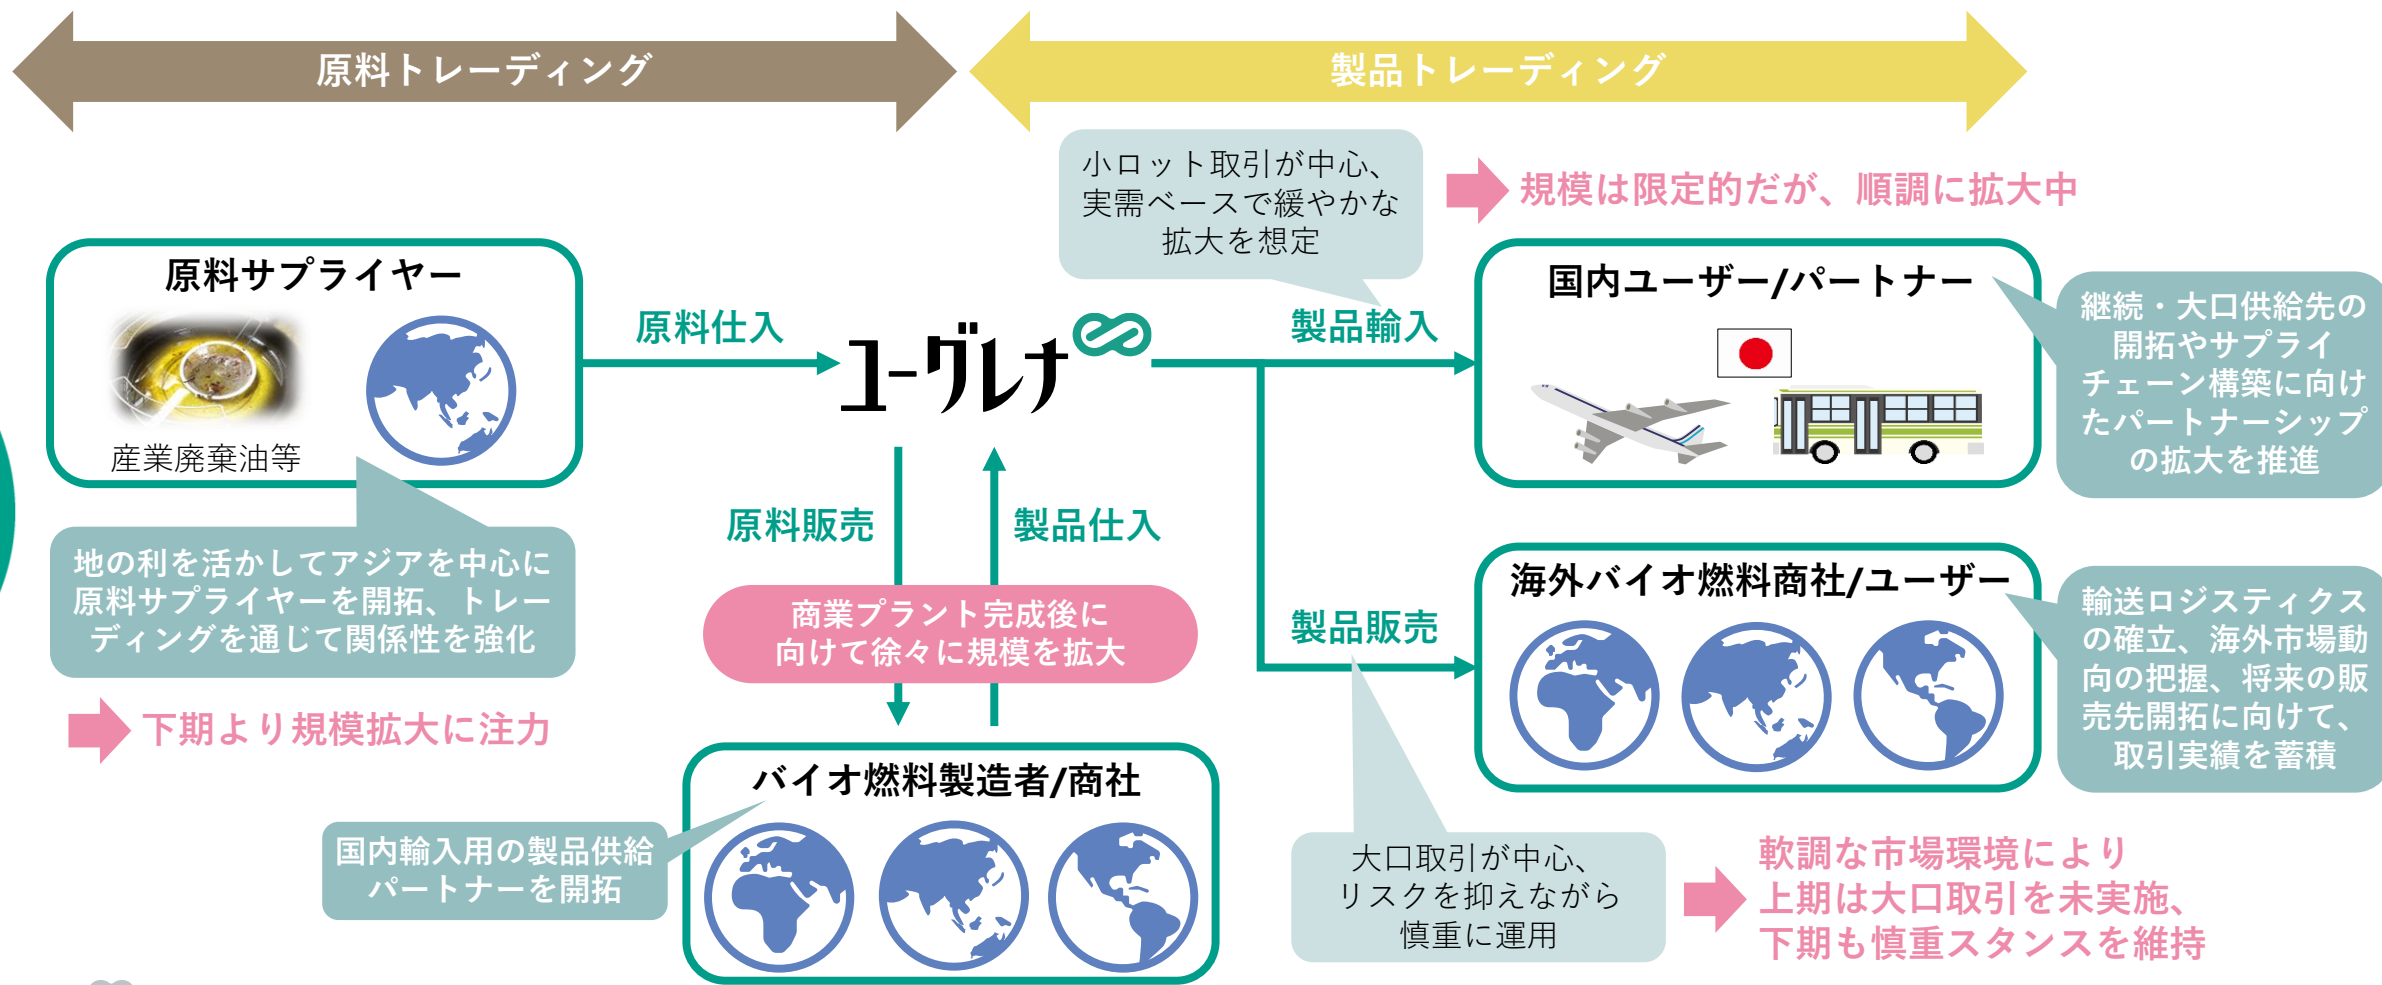 原料トレーディング
製品トレーディング
小ロット取引が中心、
実需ベースで緩やかな
拡大を想定
規模は限定的だが、順調に拡大中
原料サプライヤー
産業廃棄油等
原料仕入
ユーグレナ
製品輸入
国内ユーザー/パートナー
継続・大口供給先の
開拓やサプライ
チェーン構築に向け
たパートナーシップ
の拡大を推進
地の利を活かしてアジアを中心に
原料サプライヤーを開拓、トレー
ディングを通じて関係性を強化
下期より規模拡大に注力
原料販売
製品仕入
商業プラント完成後に
向けて徐々に規模を拡大
製品販売
海外バイオ燃料商社/ユーザー
輸送ロジスティクス
の確立、海外市場動
向の把握、将来の販
売先開拓に向けて、
取引実績を蓄積
バイオ燃料製造者/商社
国内輸入用の製品供給
パートナーを開拓
大口取引が中心、
リスクを抑えながら
慎重に運用
軟調な市場環境により
上期は大口取引を未実施、
下期も慎重スタンスを維持